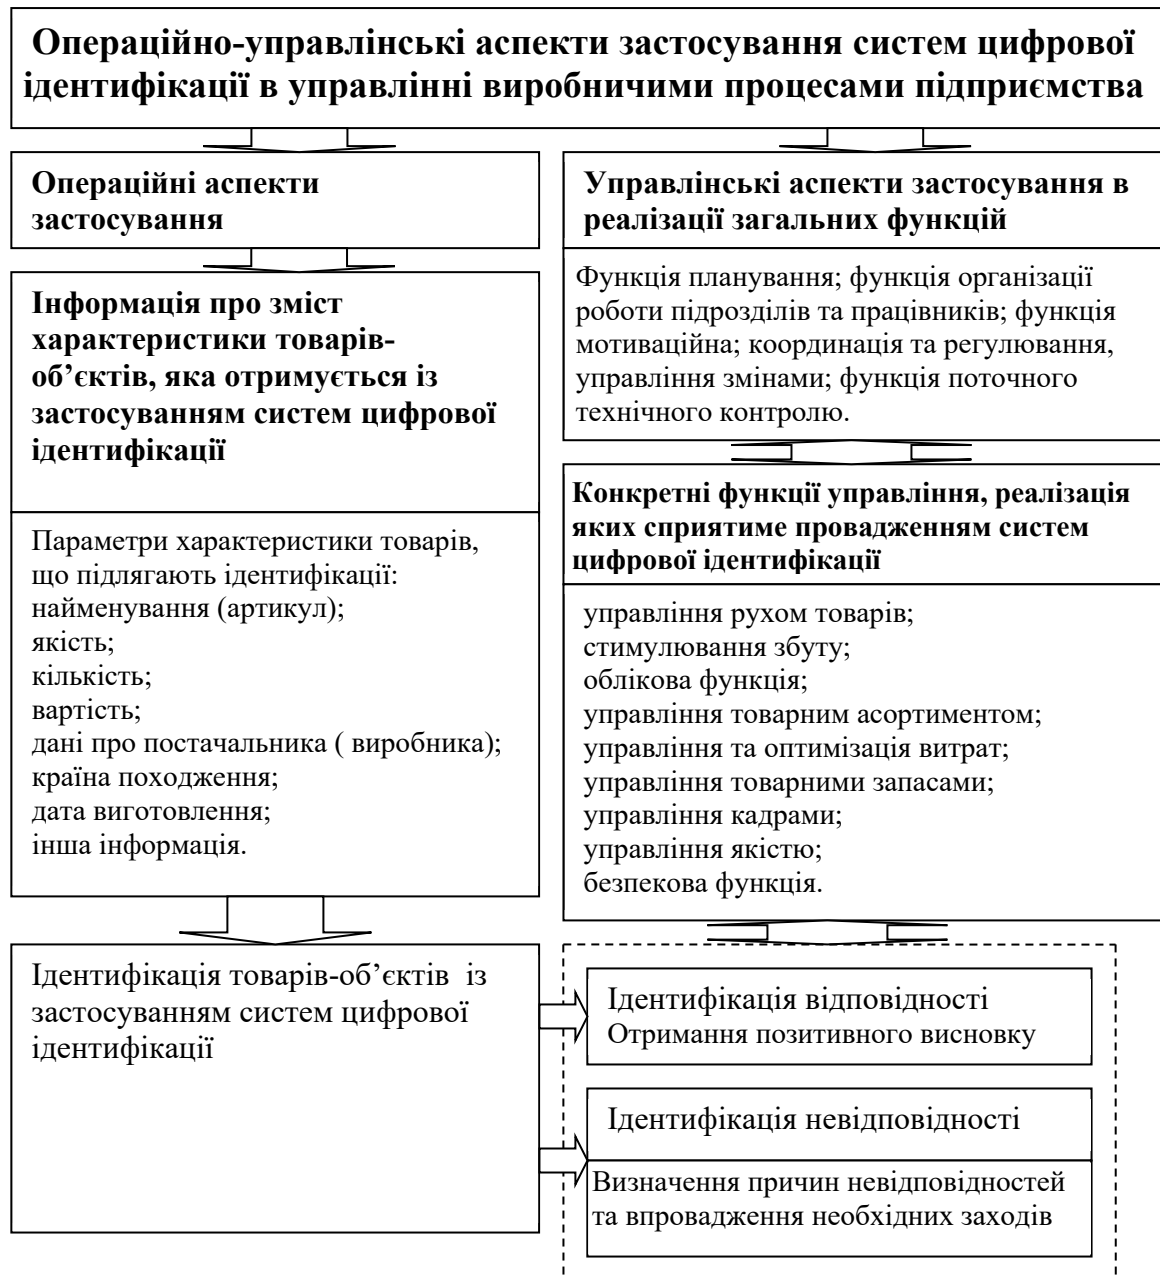 Операційно-управлінські аспекти застосування систем цифрової
ідентифікації в управлінні виробничими процесами підприємства
Операційні аспекти
застосування
Інформація про зміст
характеристики товарів-
об’єктів, яка отримується із
застосуванням систем цифрової
ідентифікації
Параметри характеристики товарів,
що підлягають ідентифікації:
найменування (артикул);
якість;
кількість;
вартість;
дані про постачальника ( виробника);
країна походження;
дата виготовлення;
інша інформація.
Ідентифікація товарів-об’єктів  із
застосуванням систем цифрової
ідентифікації
Управлінські аспекти застосування в
реалізації загальних функцій
Функція планування; функція організації
роботи підрозділів та працівників; функція
мотиваційна; координація та регулювання,
управління змінами; функція поточного
технічного контролю.
Конкретні функції управління, реалізація
яких сприятиме провадженням систем
цифрової ідентифікації
управління рухом товарів;
стимулювання збуту;
облікова функція;
управління товарним асортиментом;
управління та оптимізація витрат;
управління товарними запасами;
управління кадрами;
управління якістю;
безпекова функція.
Ідентифікація відповідності
Отримання позитивного висновку
Ідентифікація невідповідності
Визначення причин невідповідностей
та впровадження необхідних заходів